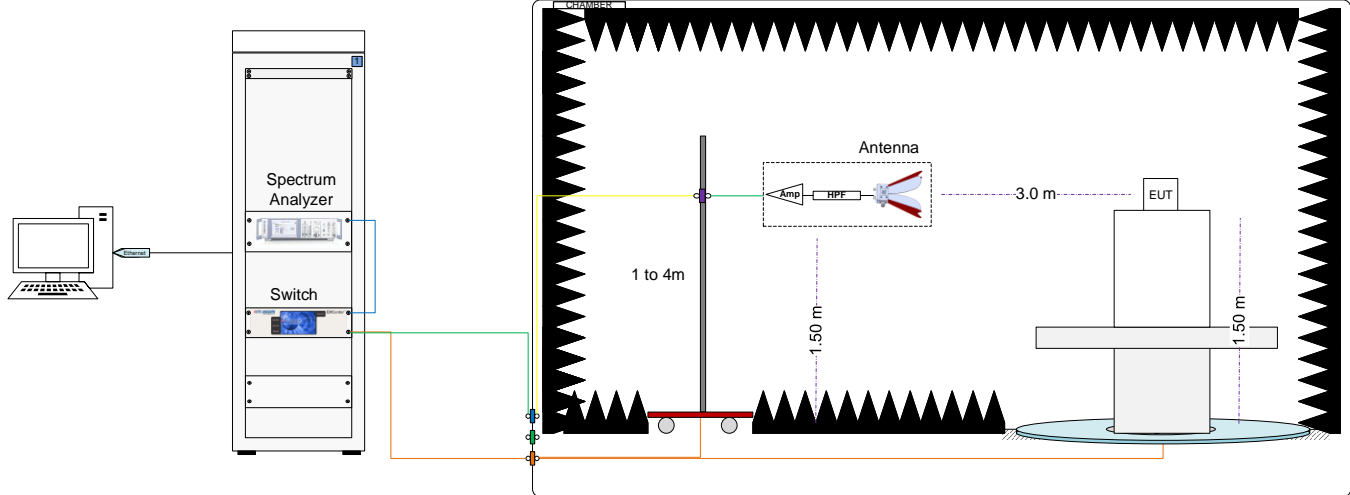 CHAMBER
1
Antenna
Spectrum
Analyzer
Amp
HPF
3.0 m
EUT
Ethernet
1 to 4m
Switch
1.50 m
1.50 m